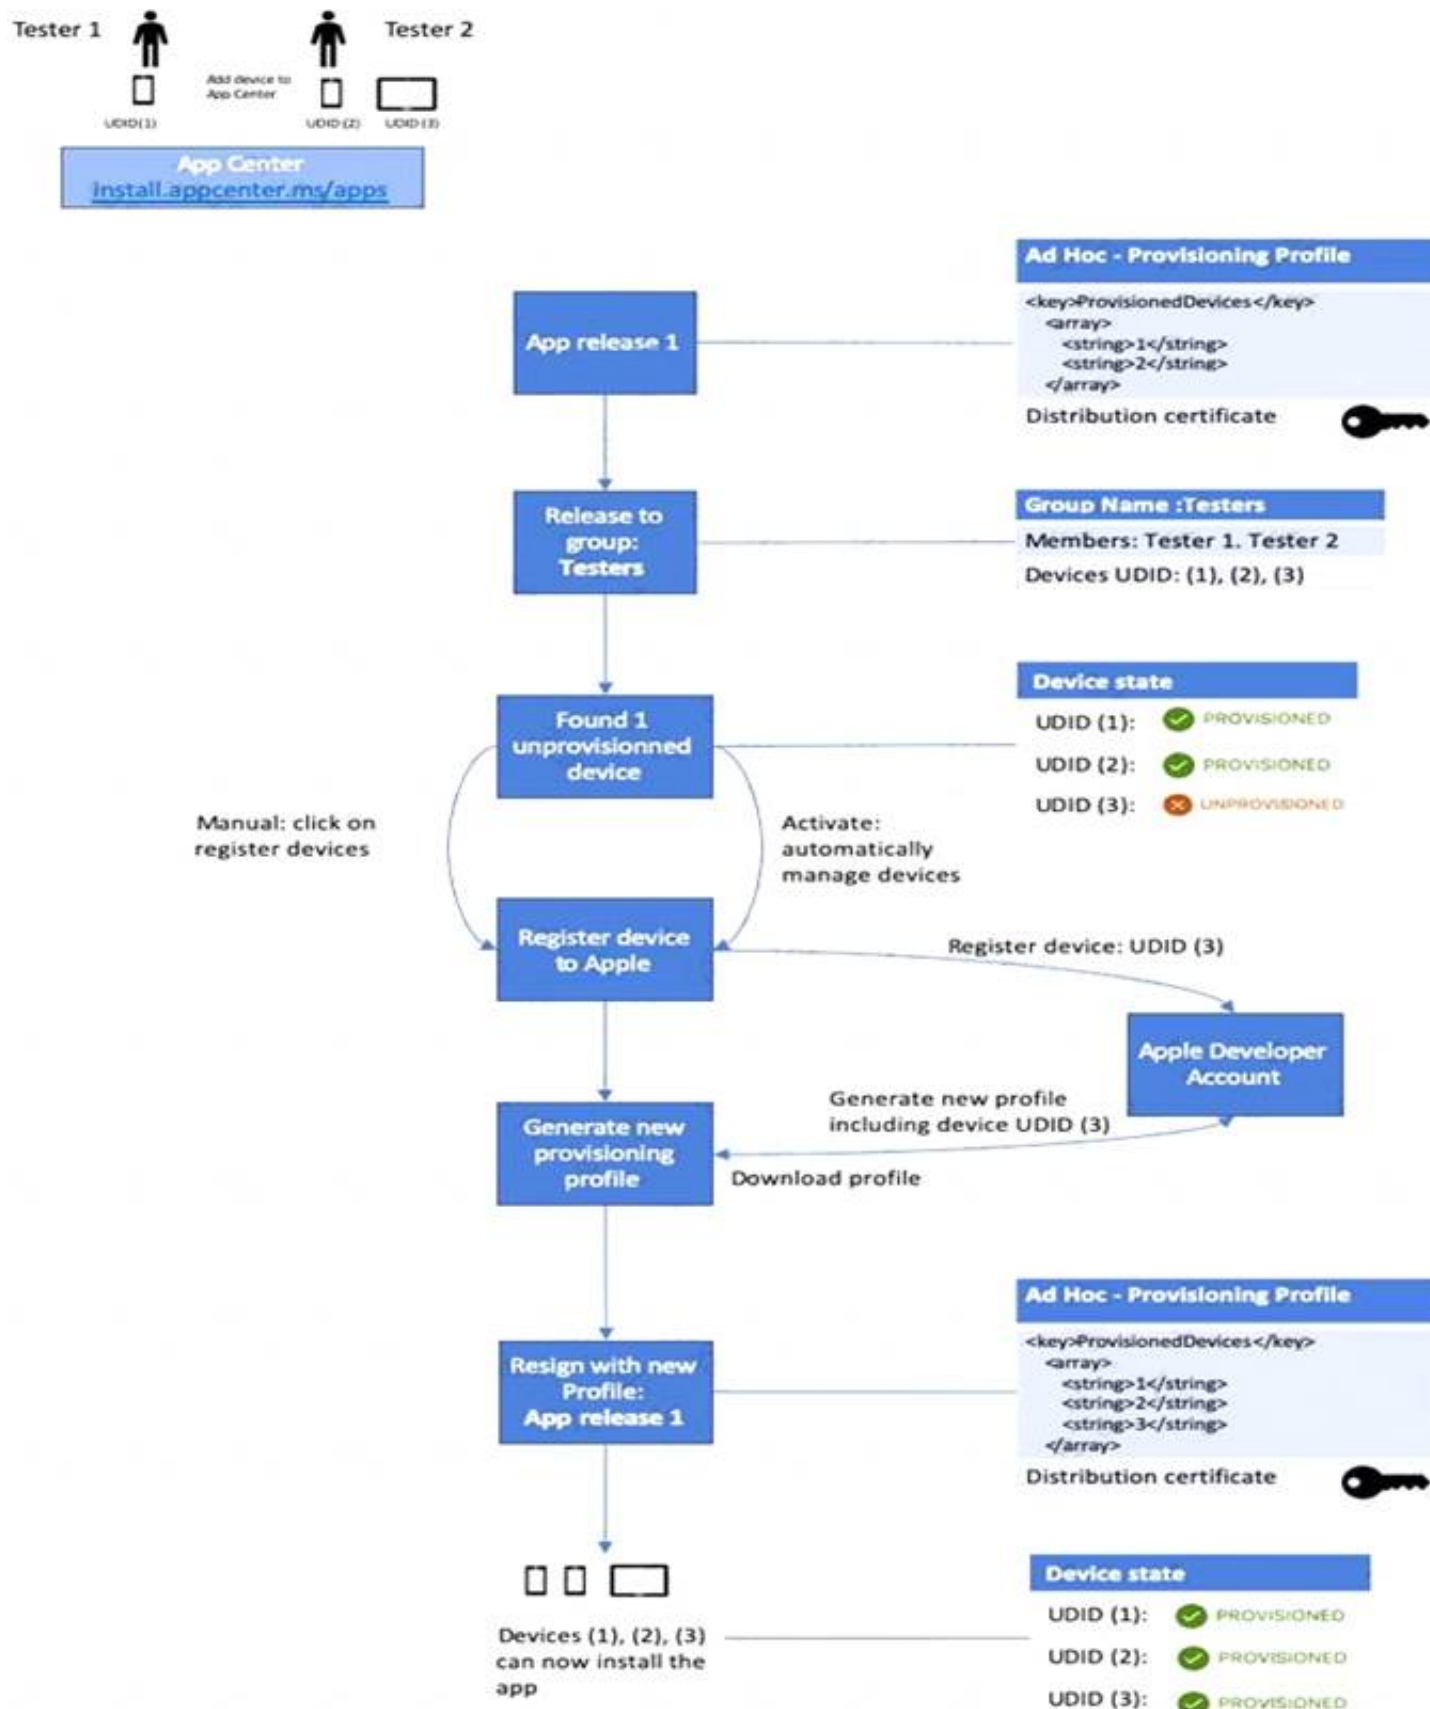 Tester 1
Tester 2
Add device to
App Center
UDID(1)
UDID (2)
UDID (3)
App Center
install.appcenter.ms/apps
Ad Hoc - Provisioning Profile
<key>ProvisionedDevices</key>
<array>
<string>1</string>
<string>2</string>
</array>
Distribution certificate
App release 1
Release to
group:
Testers
Group Name :Testers
Members: Tester 1. Tester 2
Devices UDID: (1), (2), (3)
Found 1
unprovisionned
device
Device state
UDID (1): PROVISIONED
UDID (2): PROVISIONED
UDID (3): UNPROVISIONED
Manual: click on
register devices
Activate:
automatically
manage devices
Register device
to Apple
Register device: UDID (3)
Apple Developer
Account
Generate new profile
including device UDID (3)
Generate new
provisioning
profile
Download profile
Ad Hoc - Provisioning Profile
<key>ProvisionedDevices</key>
<array>
<string>1</string>
<string>2</string>
<string>3</string>
</array>
Distribution certificate
Resign with new
Profile:
App release 1
Devices (1), (2), (3)
can now install the
app
Device state
UDID (1): PROVISIONED
UDID (2): PROVISIONED
UDID (3): PROVISIONED